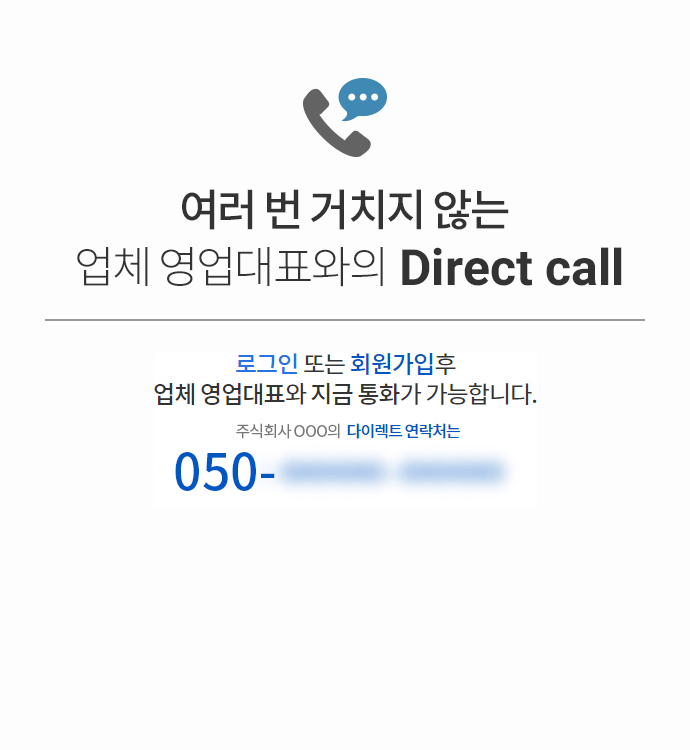 여러 번 거치지 않는
업체 영업대표와의 Direct call
로그인 또는 회원가입후
업체 영업대표와 지금 통화가 가능합니다.
주식회사 OOO의 다이렉트 연락처는
050-